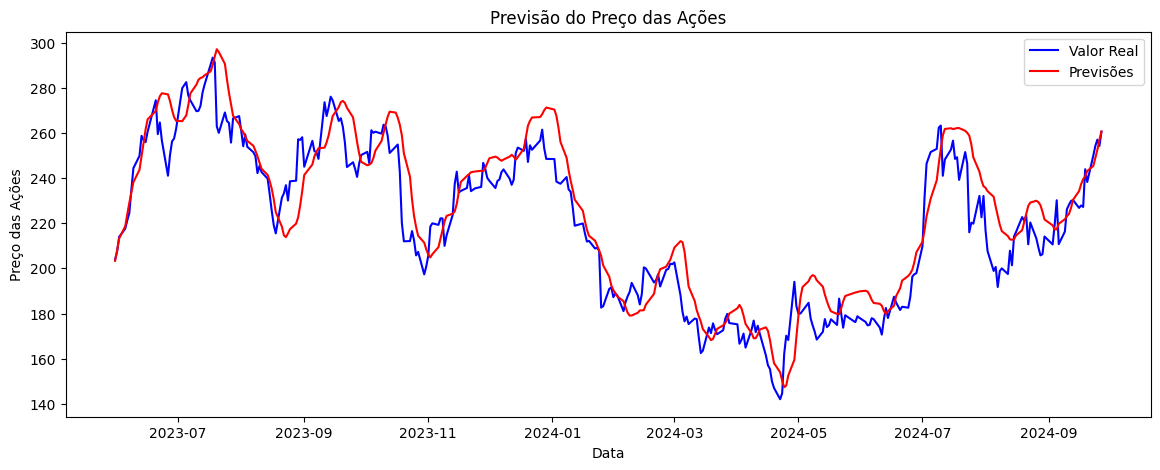 Previsão do Preço das Ações
Valor Real
Previsões
Preço das Ações
300
280
260
240
220
200
180
160
140
2023-07 2023-09 2023-11 2024-01 2024-03 2024-05 2024-07 2024-09
Data